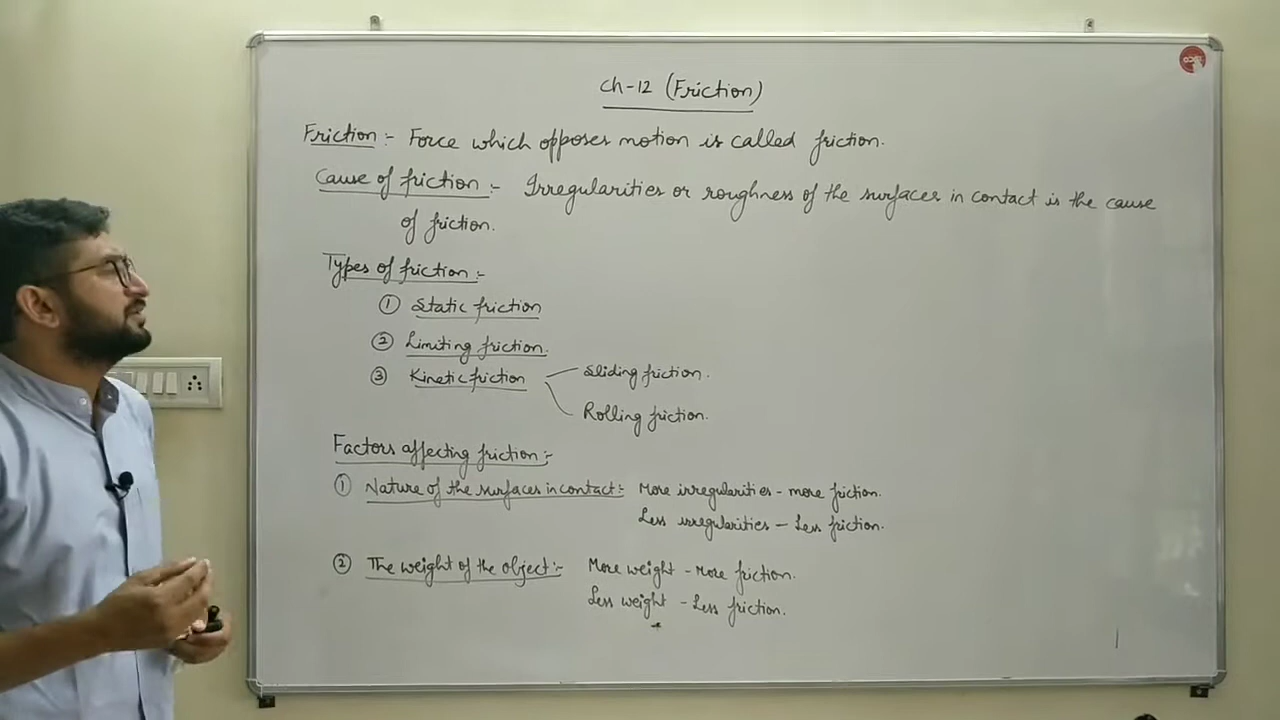 Ch-12 (Friction)
Friction:- Force which opposes motion is called friction.
Cause of friction:- Irregularities or roughness of the surfaces in contact is the cause
of friction.
Types of friction:-
① Static friction
② Limiting friction.
③ Kinetic friction
Sliding friction.
Rolling friction.
Factors affecting friction:-
① Nature of the surfaces in contact:- More irregularities - more friction.
Less irregularities - Less friction.
② The weight of the object:- More weight - More friction.
Less weight - Less friction.